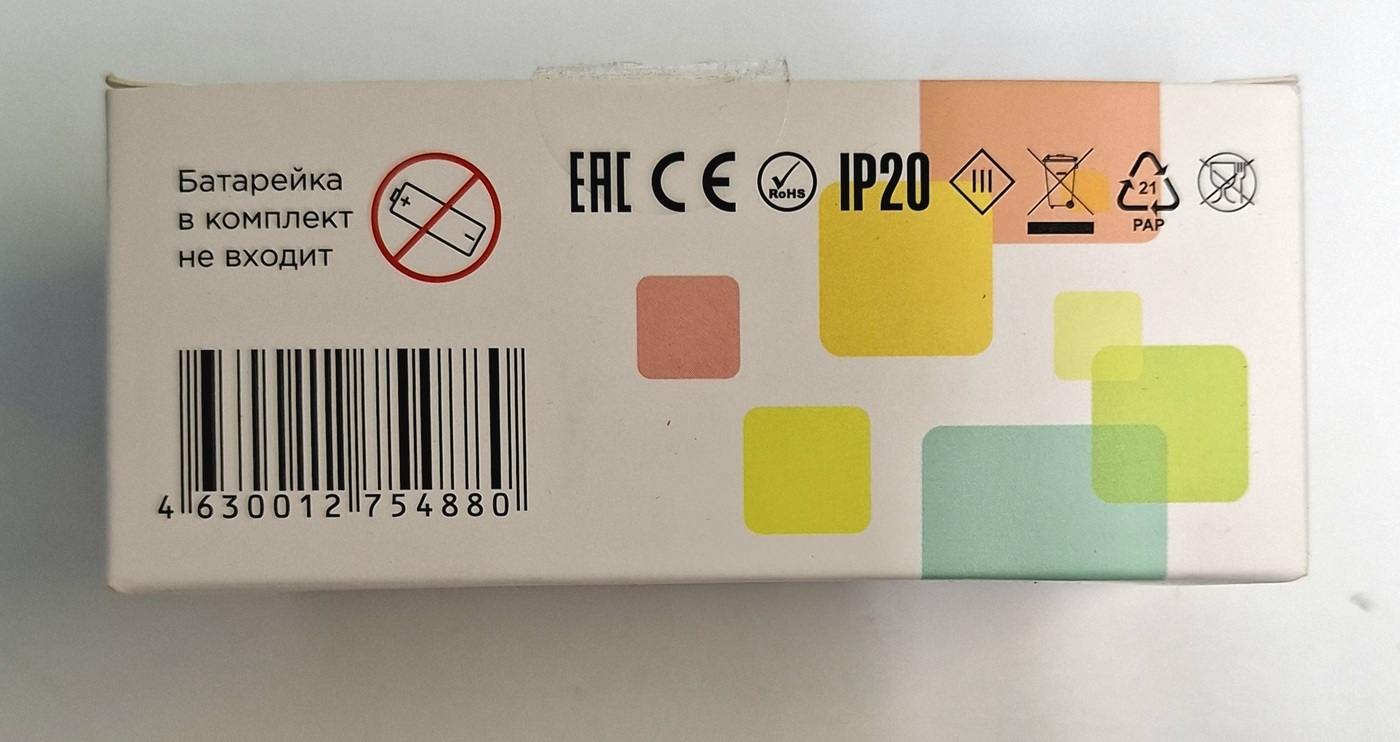 Батарейка
в комплект
не входит
EAC CE RoHS IP20 III 21
PAP
4 630012 754880